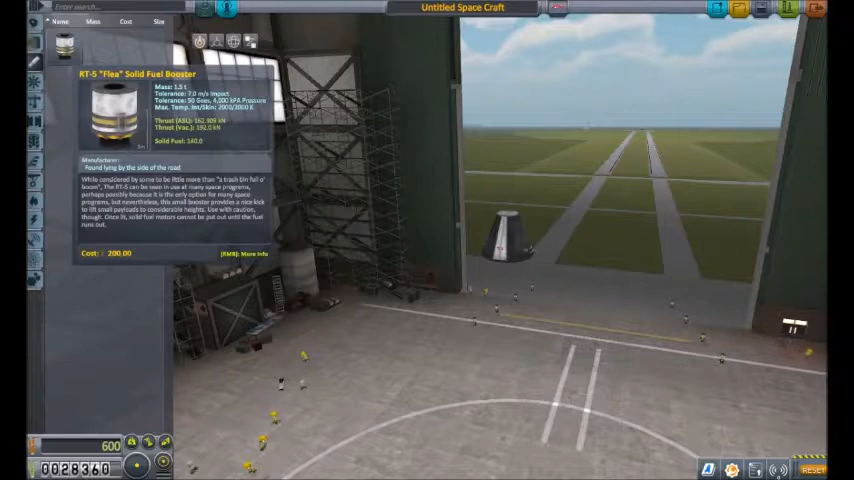 Enter search...
Untitled Space Craft
Name Mass Cost Size
RT-5 "Flea" Solid Fuel Booster
Mass: 1.5 t
Tolerance: 7.0 m/s Impact
Tolerance: 50 Gees, 4,000 kPA Pressure
Max. Temp. Int/Skin: 2000/2000 K
Thrust (ASL): 162.909 kN
Thrust (Vac.): 192.0 kN
Solid Fuel: 140.0
Manufacturer:
Found lying by the side of the road
While considered by some to be little more than "a trash bin full o'
boom", The RT-5 can be seen in use at many space programs,
perhaps possibly because it is the only option for many space
programs, but nevertheless, this small booster provides a nice kick
to lift small payloads to considerable heights. Use with caution,
though. Once lit, solid fuel motors cannot be put out until the fuel
runs out.
Cost: 200.00
[RMB]: More Info
600
0028360
RESET